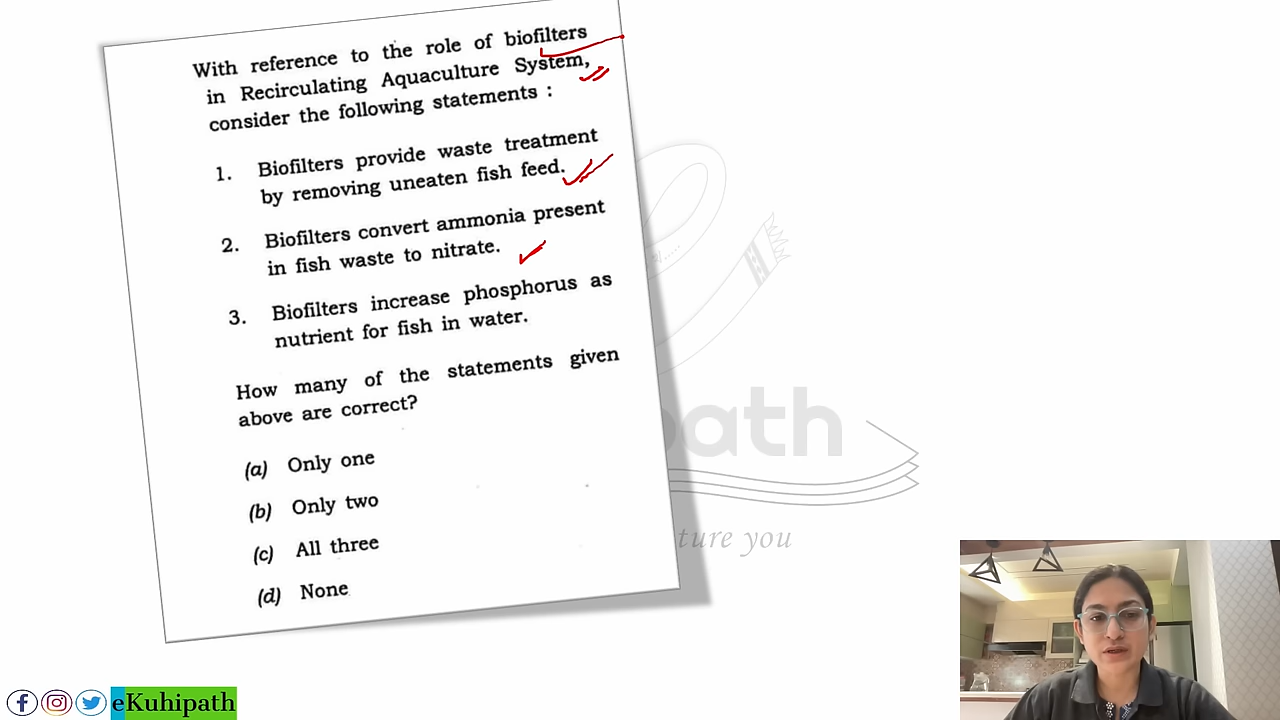 With reference to the role of biofilters
in Recirculating Aquaculture System,
consider the following statements :
1. Biofilters provide waste treatment
by removing uneaten fish feed.
2. Biofilters convert ammonia present
in fish waste to nitrate.
3. Biofilters increase phosphorus as
nutrient for fish in water.
How many of the statements given
above are correct?
(a) Only one
(b) Only two
(c) All three
(d) None
path
ture you
eKuhipath